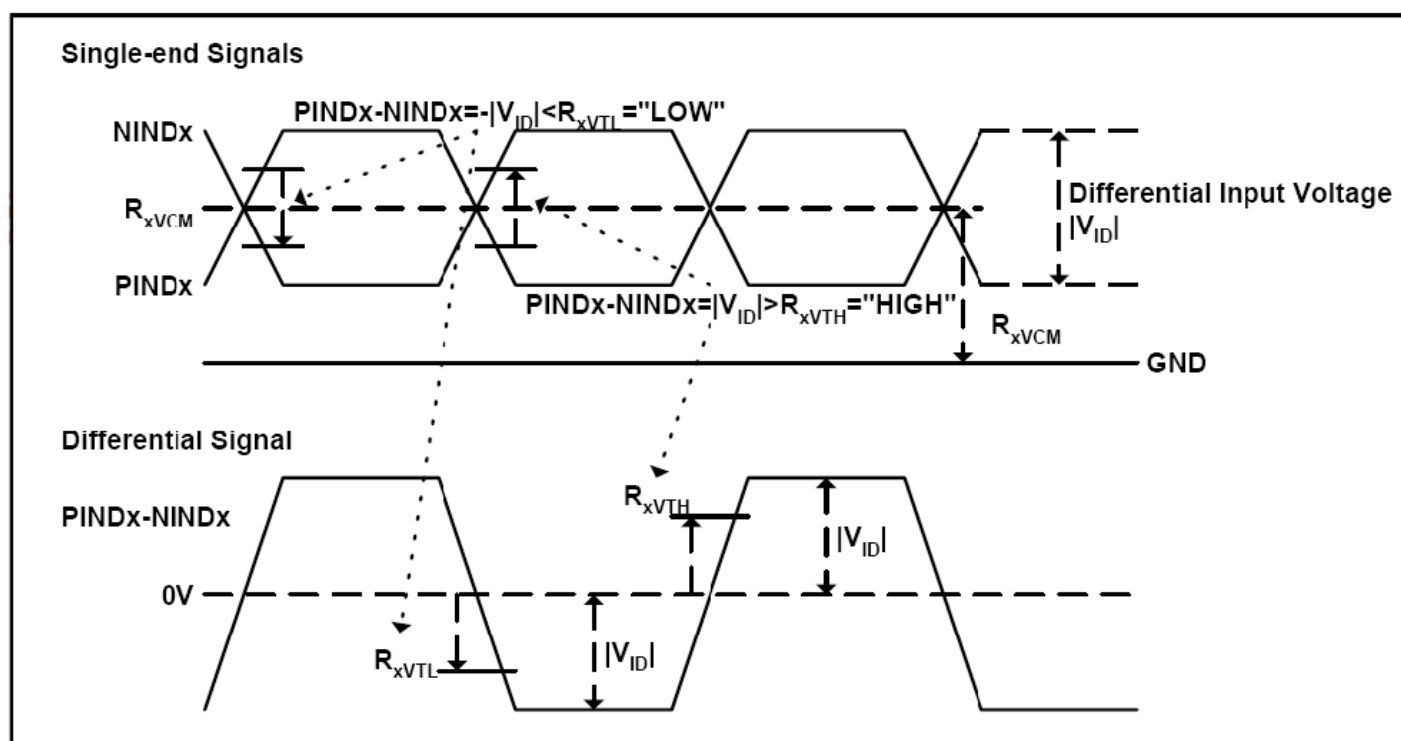 Single-end Signals
PINDx-NINDx=-|VID|<RxVTL="LOW"
NINDx
RxVCM
Differential Input Voltage
|VID|
PINDx
PINDx-NINDx=|VID|>RxVTH="HIGH"
RxVCM
GND
Differential Signal
RxVTH
PINDx-NINDx
|VID|
0V
RxVTL
|VID|